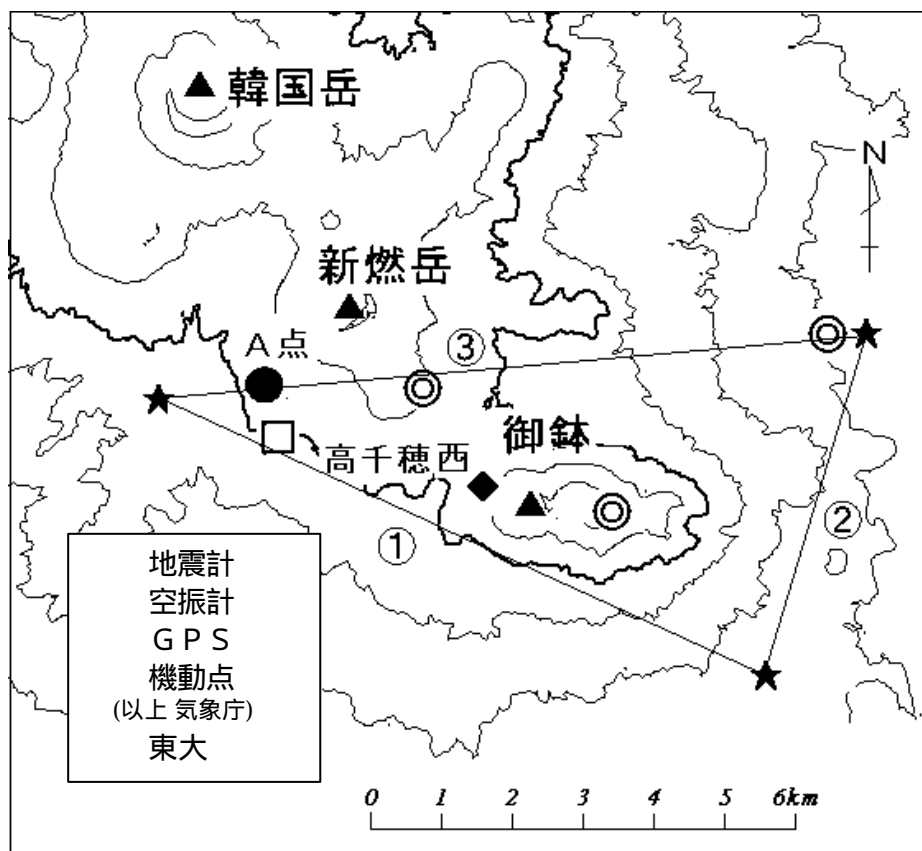 韓国岳
N
新燃岳
A点
③
御鉢
高千穂西
②
①
地震計
空振計
GPS
機動点
(以上 気象庁)
東大
0 1 2 3 4 5 6km